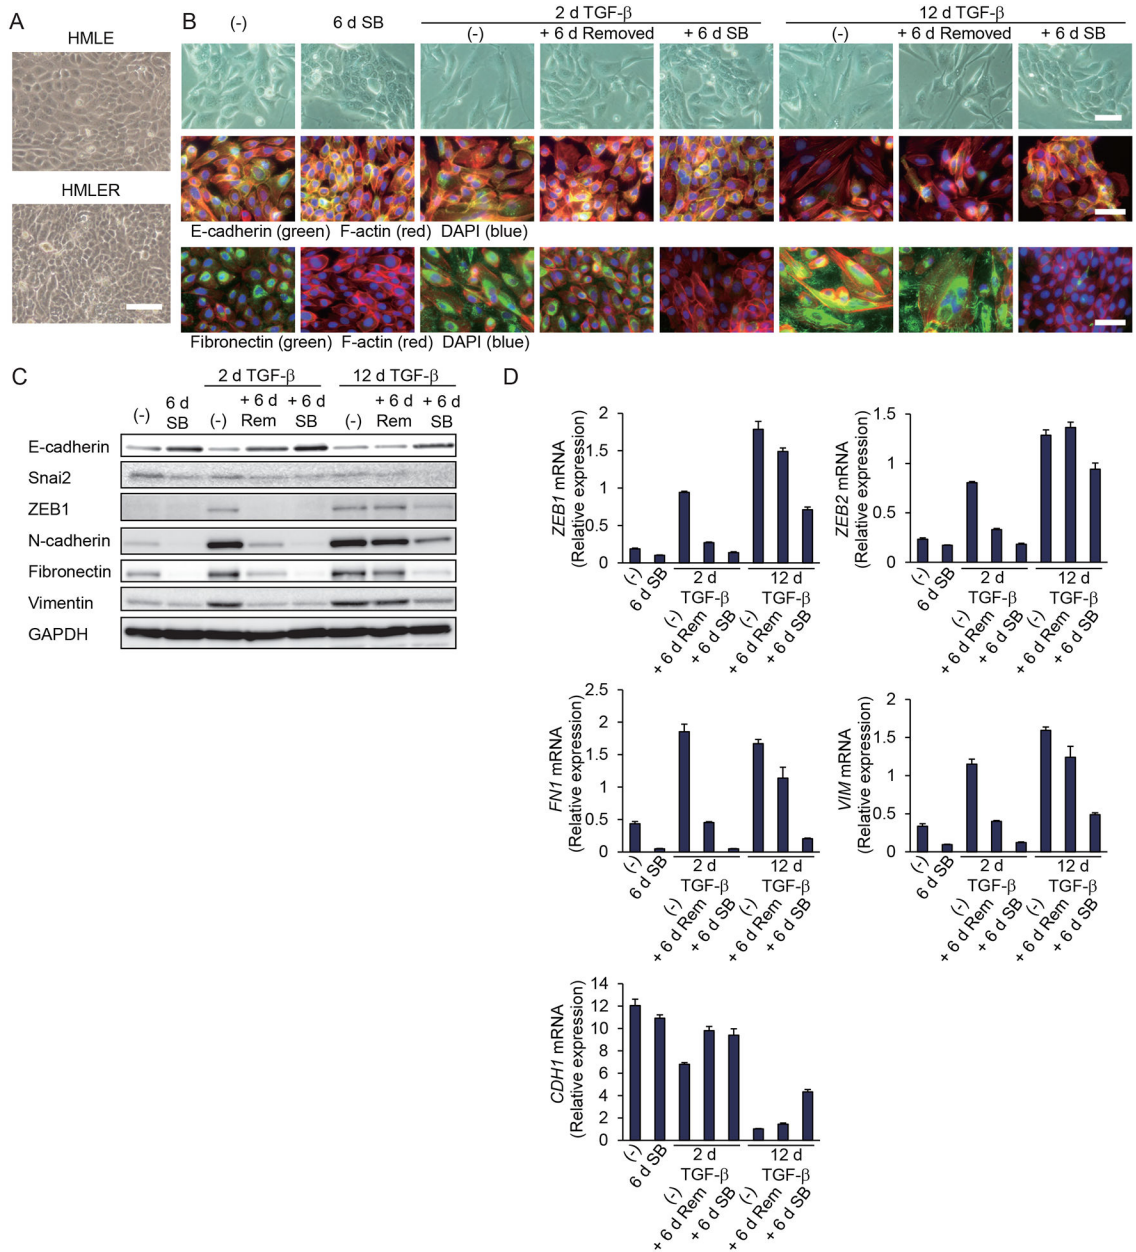 A
HMLE
HMLER
B
(-)
6 d SB
2 d TGF-β
(-)
+ 6 d Removed
+ 6 d SB
12 d TGF-β
(-)
+ 6 d Removed
+ 6 d SB
E-cadherin (green) F-actin (red) DAPI (blue)
Fibronectin (green) F-actin (red) DAPI (blue)
C
(-)
6 d
SB
2 d TGF-β
(-)
+ 6 d
Rem
+ 6 d
SB
12 d TGF-β
(-)
+ 6 d
Rem
+ 6 d
SB
E-cadherin
Snai2
ZEB1
N-cadherin
Fibronectin
Vimentin
GAPDH
D
ZEB1 mRNA
(Relative expression)
2
1.5
1
0.5
0
(-)
6 d SB
2 d
TGF-β
12 d
(-)
+ 6 d Rem
+ 6 d SB
(-)
+ 6 d Rem
+ 6 d SB
ZEB2 mRNA
(Relative expression)
1.5
1
0.5
0
(-)
6 d SB
2 d
TGF-β
12 d
(-)
+ 6 d Rem
+ 6 d SB
(-)
+ 6 d Rem
+ 6 d SB
FN1 mRNA
(Relative expression)
2.5
2
1.5
1
0.5
0
(-)
6 d SB
2 d
TGF-β
12 d
(-)
+ 6 d Rem
+ 6 d SB
(-)
+ 6 d Rem
+ 6 d SB
VIM mRNA
(Relative expression)
2
1.5
1
0.5
0
(-)
6 d SB
2 d
TGF-β
12 d
(-)
+ 6 d Rem
+ 6 d SB
(-)
+ 6 d Rem
+ 6 d SB
CDH1 mRNA
(Relative expression)
14
12
10
8
6
4
2
0
(-)
6 d SB
2 d
TGF-β
12 d
TGF-β
(-)
+ 6 d Rem
+ 6 d SB
(-)
+ 6 d Rem
+ 6 d SB